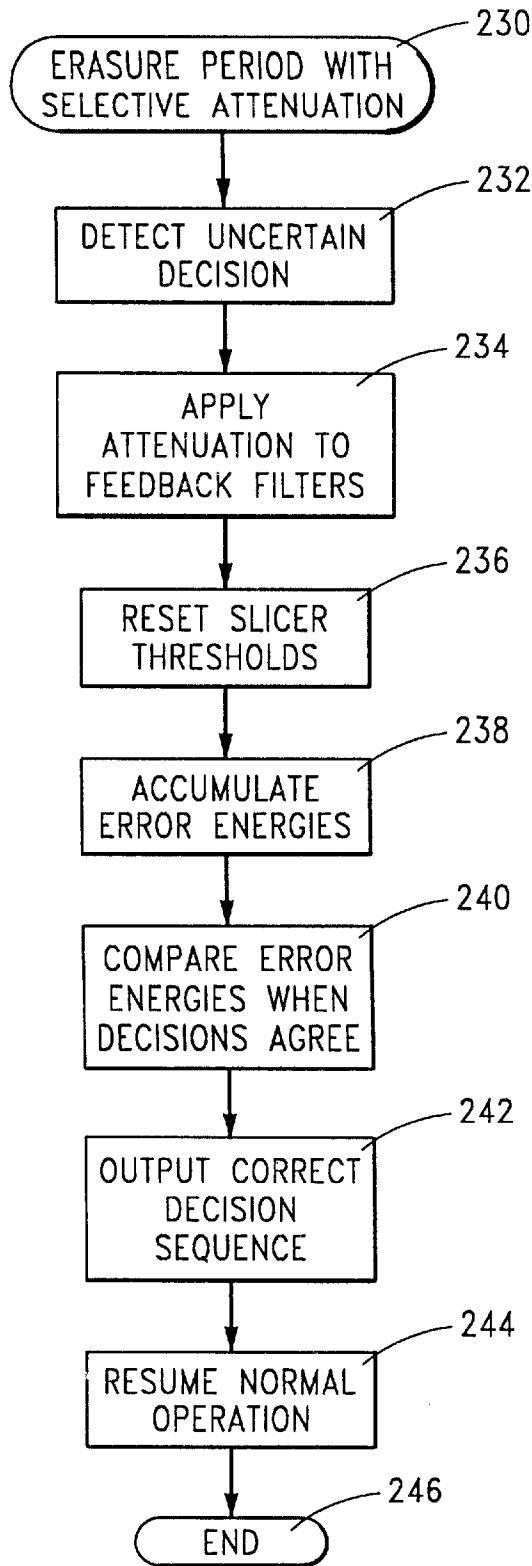 230
ERASURE PERIOD WITH
SELECTIVE ATTENUATION
232
DETECT UNCERTAIN
DECISION
234
APPLY
ATTENUATION TO
FEEDBACK FILTERS
236
RESET SLICER
THRESHOLDS
238
ACCUMULATE
ERROR ENERGIES
240
COMPARE ERROR
ENERGIES WHEN
DECISIONS AGREE
242
OUTPUT CORRECT
DECISION
SEQUENCE
244
RESUME NORMAL
OPERATION
246
END